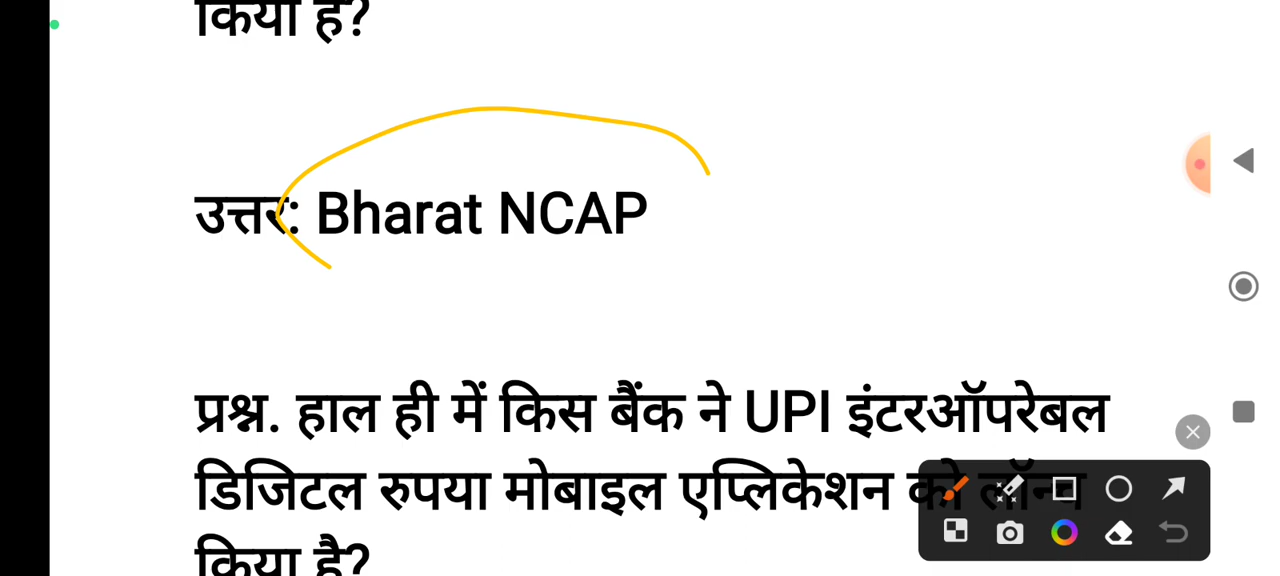 किया है?
उत्तर: Bharat NCAP
प्रश्न. हाल ही में किस बैंक ने UPI इंटरऑपरेबल
डिजिटल रुपया मोबाइल एप्लिकेशन को लॉन्च
किया है?